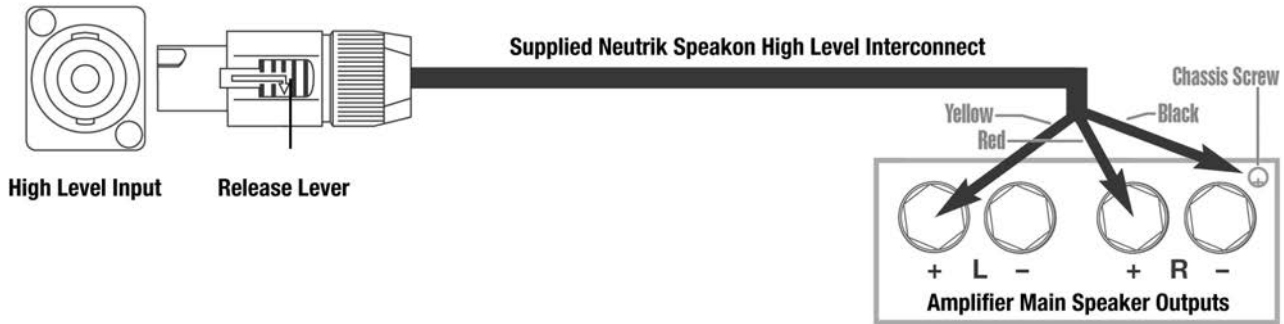 Supplied Neutrik Speakon High Level Interconnect
Chassis Screw
Yellow
Red
Black
High Level Input
Release Lever
+ L − + R −
Amplifier Main Speaker Outputs